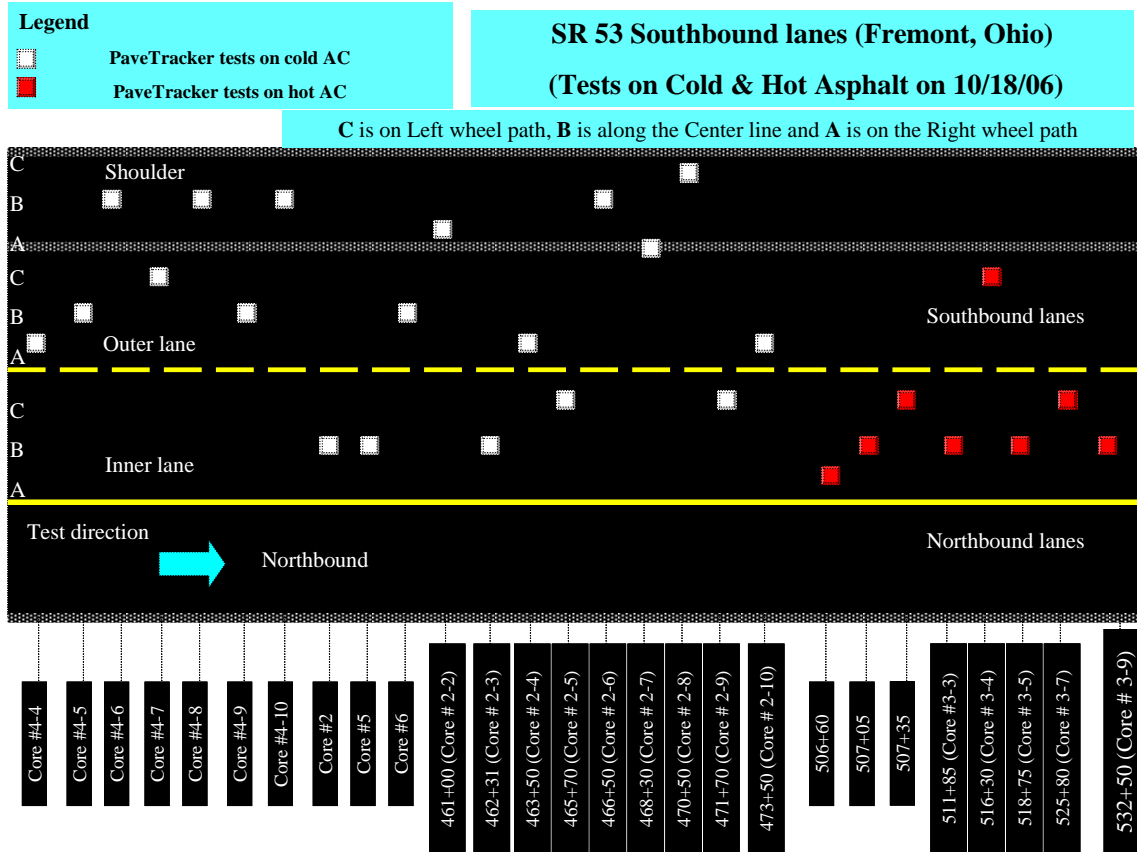 Legend
PaveTracker tests on cold AC
PaveTracker tests on hot AC
SR 53 Southbound lanes (Fremont, Ohio)
(Tests on Cold & Hot Asphalt on 10/18/06)
C is on Left wheel path, B is along the Center line and A is on the Right wheel path
C
Shoulder
B
A
C
B
Southbound lanes
Outer lane
A
C
B
Inner lane
A
Test direction
Northbound
Northbound lanes
Core #4-4
Core #4-5
Core #4-6
Core #4-7
Core #4-8
Core #4-9
Core #4-10
Core #2
Core #5
Core #6
461+00 (Core # 2-2)
462+31 (Core # 2-3)
463+50 (Core # 2-4)
465+70 (Core # 2-5)
466+50 (Core # 2-6)
468+30 (Core # 2-7)
470+50 (Core # 2-8)
471+70 (Core # 2-9)
473+50 (Core # 2-10)
506+60
507+05
507+35
511+85 (Core #3-3)
516+30 (Core # 3-4)
518+75 (Core # 3-5)
525+80 (Core # 3-7)
532+50 (Core # 3-9)